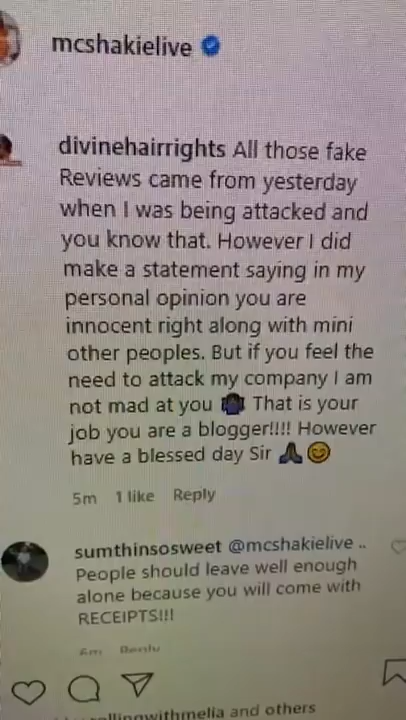 mcshakielive
divinehairrights All those fake
Reviews came from yesterday
when I was being attacked and
you know that. However I did
make a statement saying in my
personal opinion you are
innocent right along with mini
other peoples. But if you feel the
need to attack my company I am
not mad at you 🤷🏿‍♀️ That is your
job you are a blogger!!!! However
have a blessed day Sir 🙏🏿😊
5m 1 like Reply
sumthinsosweet @mcshakielive ..
People should leave well enough
alone because you will come with
RECEIPTS!!!
6m Reply
and others